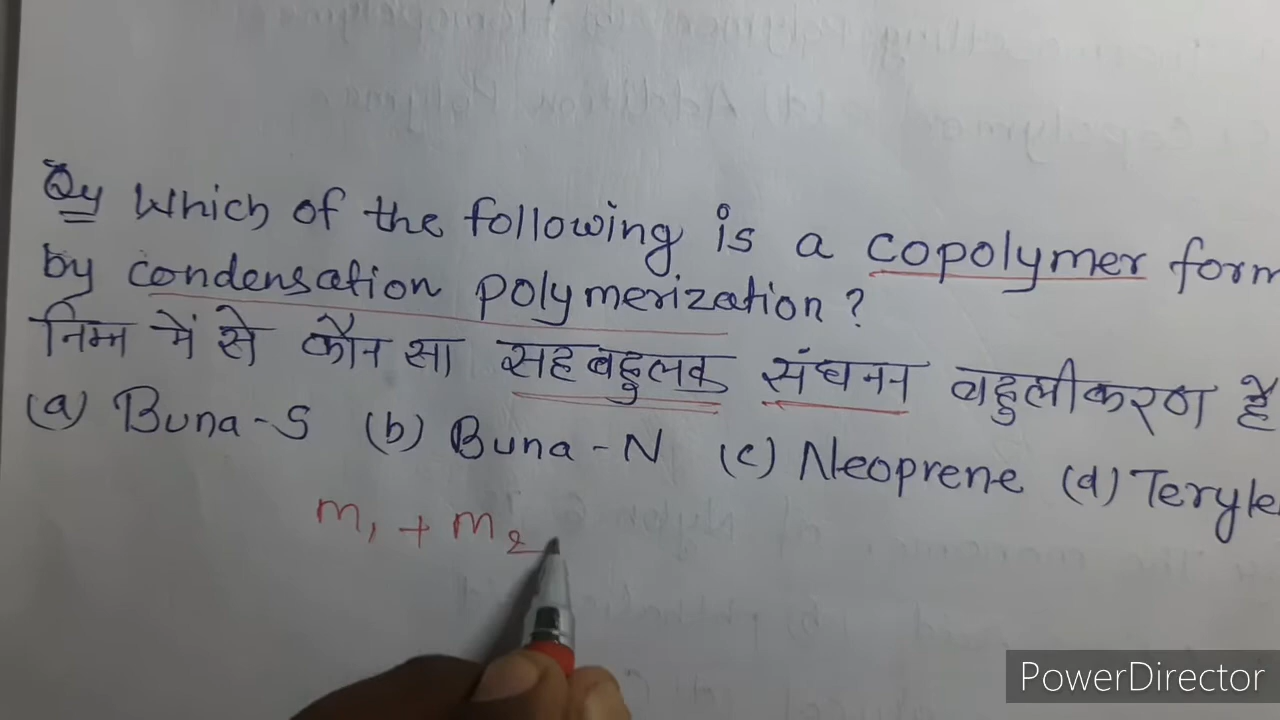 Qy Which of the following is a copolymer form
by condensation polymerization ?
निम्न में से कौन सा सहबहुलक संघनन बहुलीकरण है
(a) Buna-S (b) Buna-N (c) Neoprene (d) Teryle
m₁ + m₂
PowerDirector